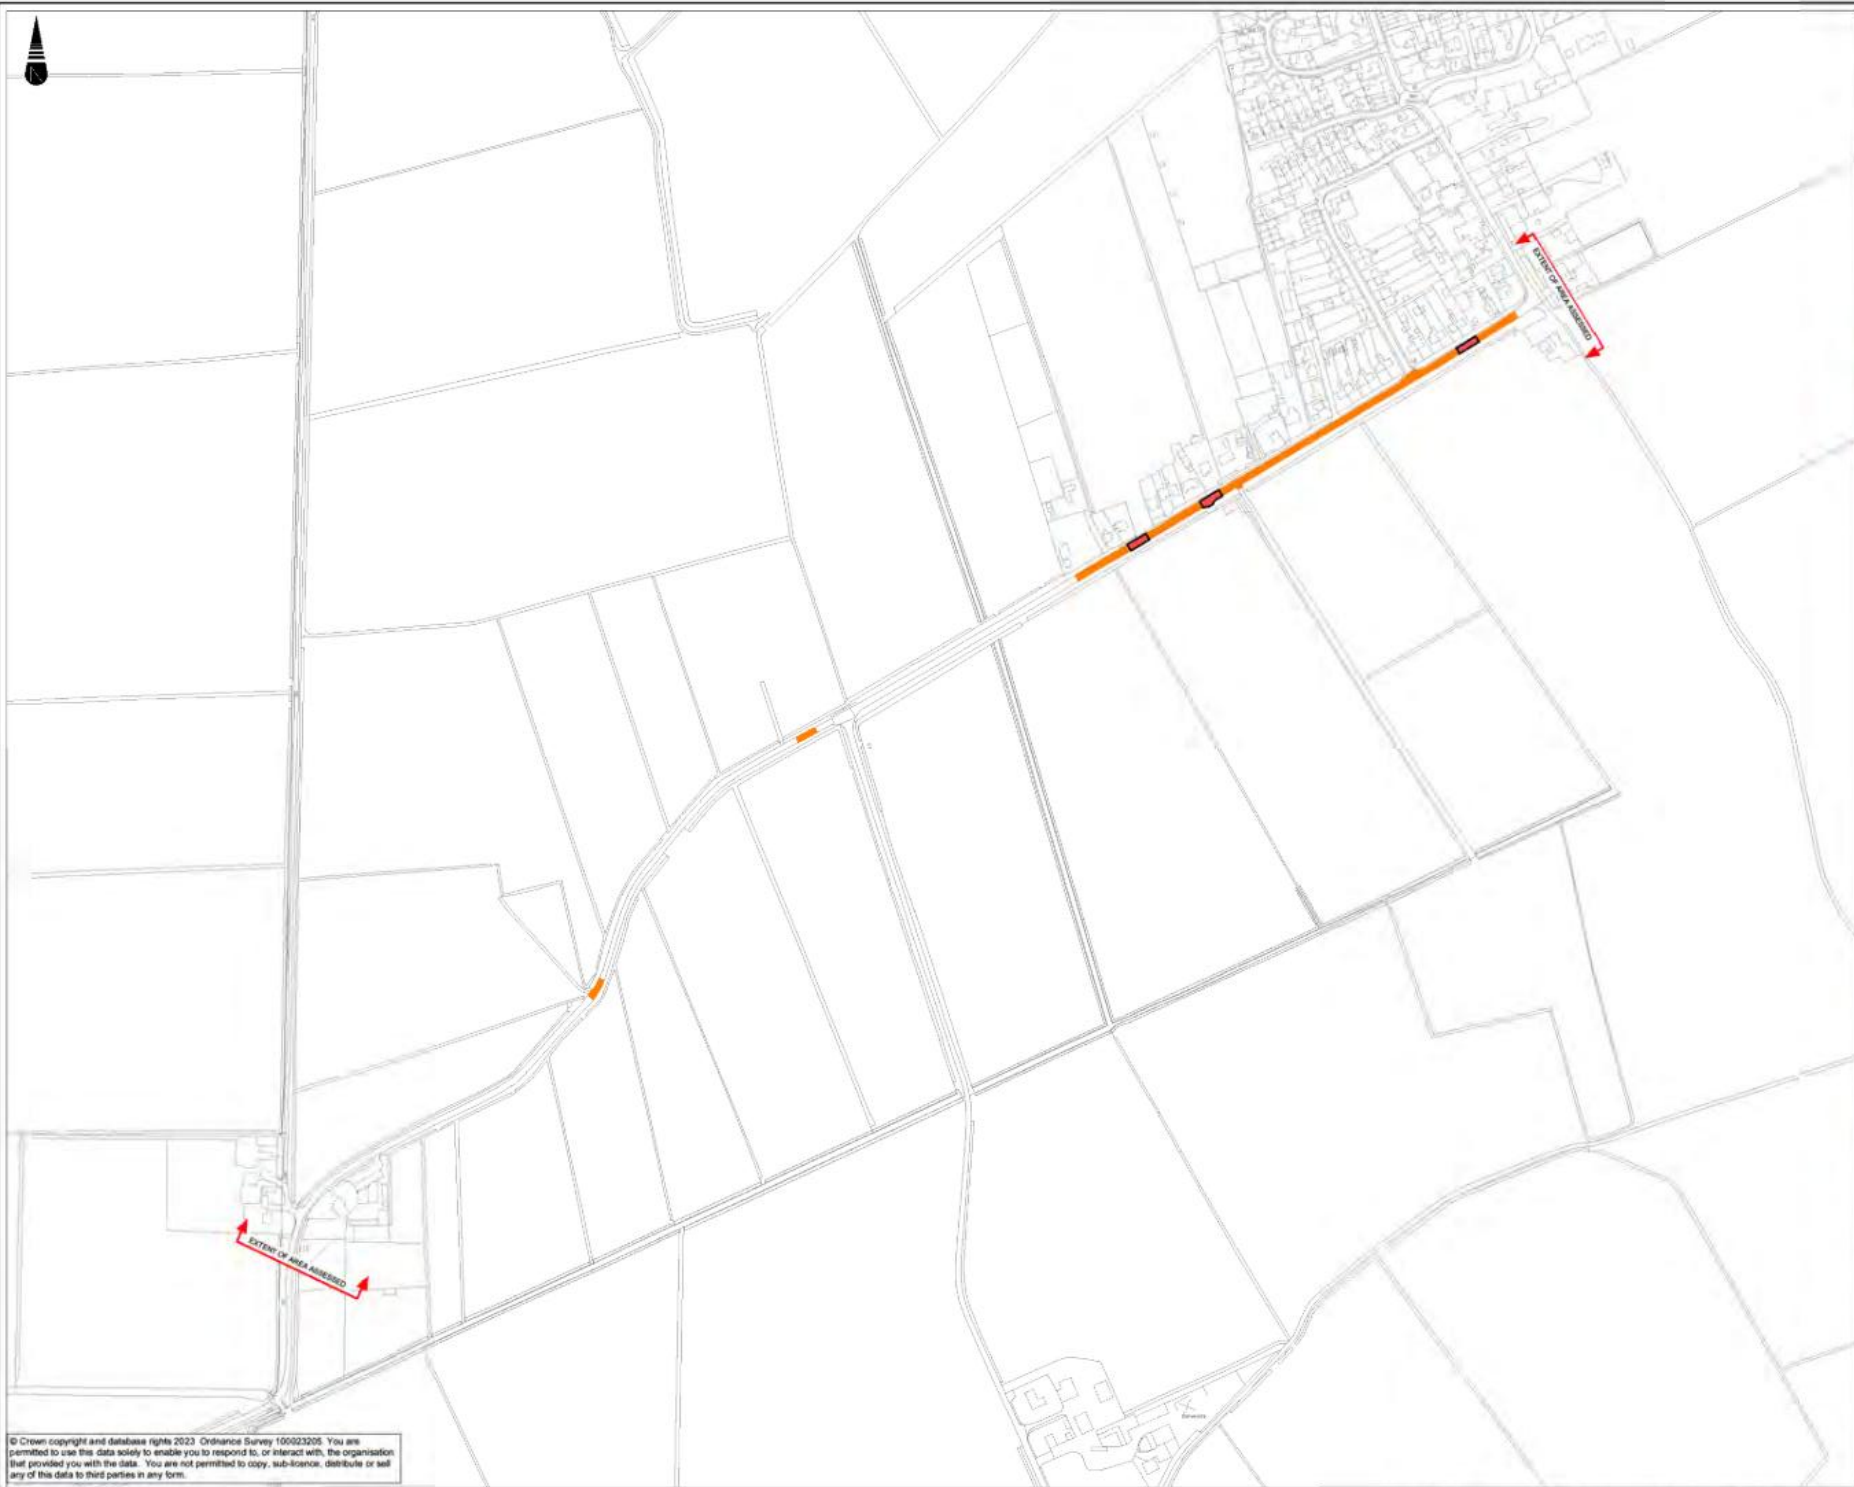 N
EXTENT OF AREA ASSESSED
EXTENT OF AREA ASSESSED
© Crown copyright and database rights 2023 Ordnance Survey 100023205. You are
permitted to use this data solely to enable you to respond to, or interact with, the organisation
that provided you with the data. You are not permitted to copy, sub-licence, distribute or sell
any of this data to third parties in any form.